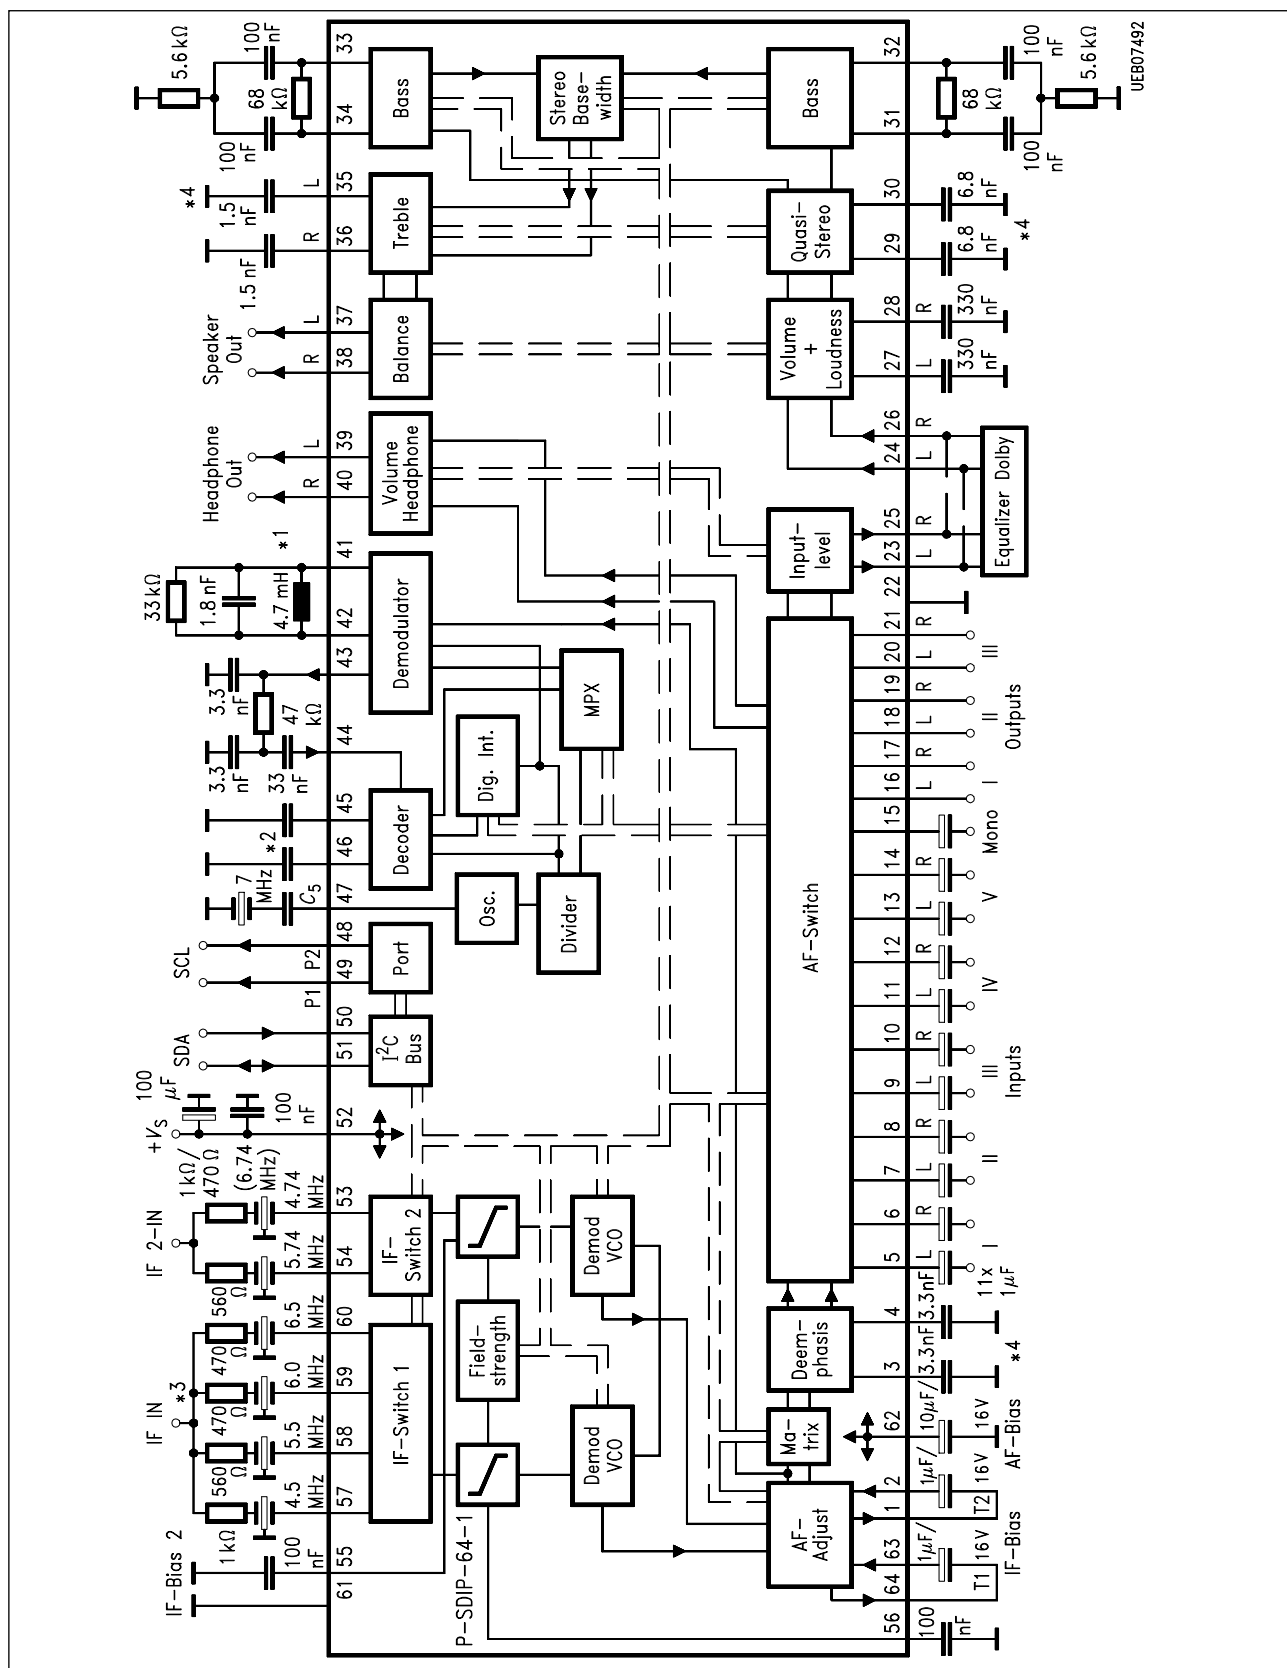 IF-Bias 2
IF IN
*3
IF 2-IN
+VS
100
μF
SDA
SCL
Headphone
Out
Speaker
Out
*4
100
nF
1kΩ
560
Ω
470
Ω
470
Ω
560
Ω
1kΩ/
470Ω
(6.74
MHz)
100
nF
4.5
MHz
5.5
MHz
6.0
MHz
6.5
MHz
5.74
MHz
4.74
MHz
100
nF
7
MHz
C5
*2
3.3
nF
33
nF
3.3
nF
47
kΩ
33kΩ
1.8 nF
4.7 mH
*1
1.5 nF
1.5
nF
100
nF
68
kΩ
100
nF
5.6kΩ
P1
P2
R
L
R
L
R
L
61
55
57
58
59
60
54
53
52
51
50
49
48
47
46
45
44
43
42
41
40
39
38
37
36
35
34
33
IF-Switch 1
IF-
Switch 2
I2C
Bus
Port
Decoder
Demodulator
Volume
Headphone
Balance
Treble
Bass
P-SDIP-64-1
Field-
strength
Osc.
Dig. Int.
Demod
VCO
Demod
VCO
Divider
MPX
Stereo
Base-
width
AF-
Adjust
Ma-
trix
Deem-
phasis
AF-Switch
Input-
level
Volume
+
Loudness
Quasi-
Stereo
Bass
56
64
63
1
2
62
3
4
5
6
7
8
9
10
11
12
13
14
15
16
17
18
19
20
21
22
23
25
24
26
27
28
29
30
31
32
100
nF
1μF/
1μF/
10μF/
3.3nF
3.3nF
L
R
L
R
L
R
L
R
L
R
L
R
L
R
L
R
L
R
L
R
L
R
330
nF
330
nF
6.8
nF
6.8
nF
68
kΩ
T1
16V
T2
16V
16V
IF-Bias
AF-Bias
*4
11x
1μF
I
II
III
IV
V
Mono
I
II
III
Inputs
Outputs
Equalizer Dolby
*4
100
nF
100
nF
5.6kΩ
UEB07492